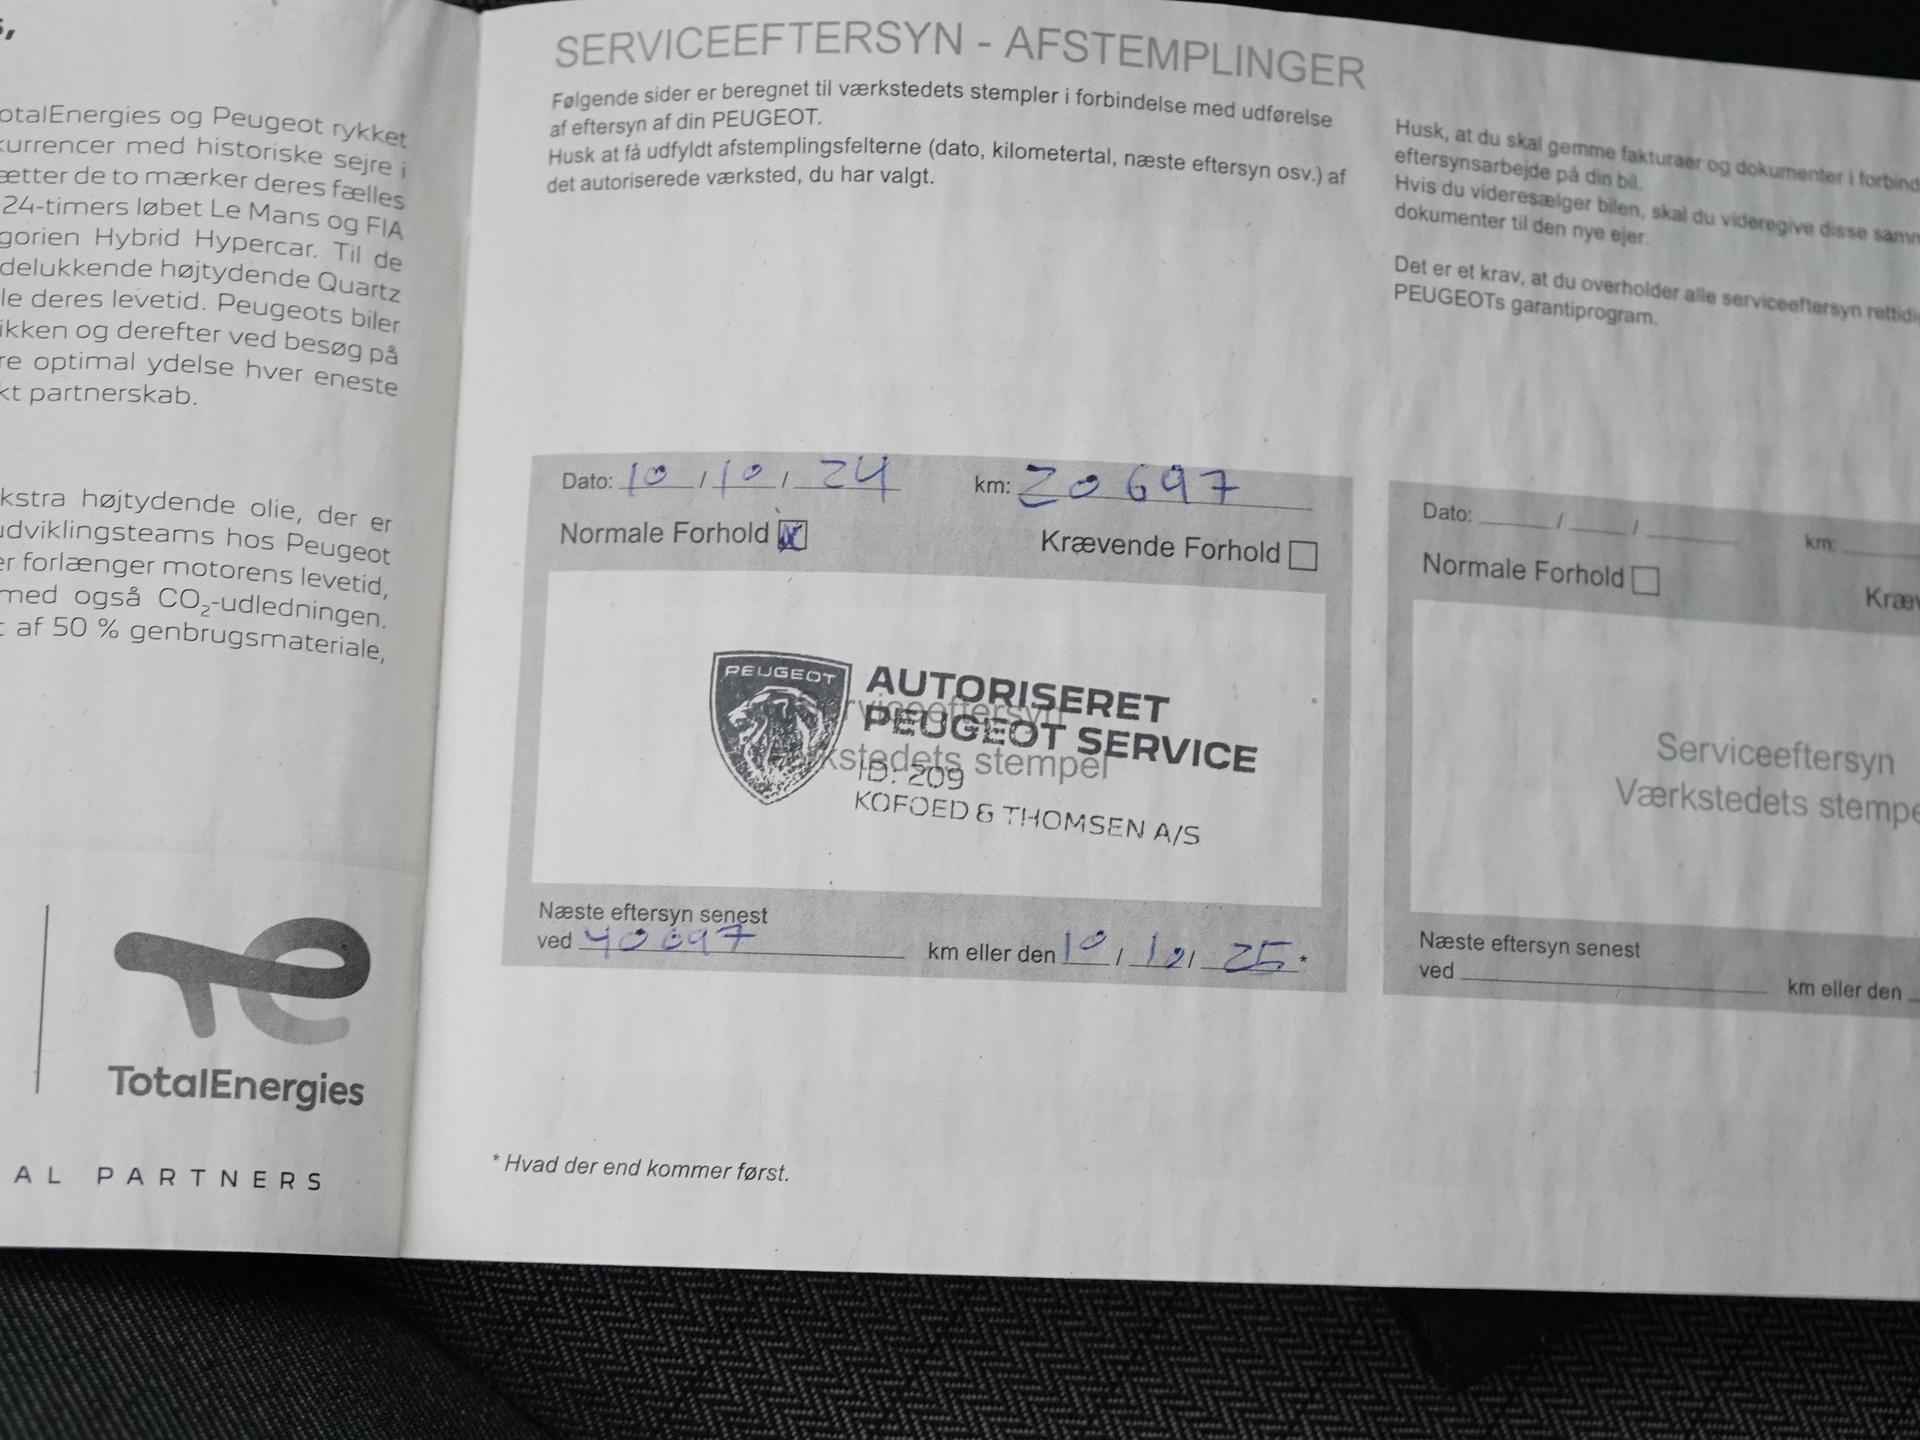 s,
otalEnergies og Peugeot rykket
kurrencer med historiske sejre i
ætter de to mærker deres fælles
24-timers løbet Le Mans og FIA
gorien Hybrid Hypercar. Til de
delukkende højtydende Quartz
le deres levetid. Peugeots biler
ikken og derefter ved besøg på
re optimal ydelse hver eneste
kt partnerskab.
kstra højtydende olie, der er
udviklingsteams hos Peugeot
er forlænger motorens levetid,
med også CO₂-udledningen.
t af 50 % genbrugsmateriale,
TotalEnergies
AL PARTNERS
SERVICEEFTERSYN - AFSTEMPLINGER
Følgende sider er beregnet til værkstedets stempler i forbindelse med udførelse
af eftersyn af din PEUGEOT.
Husk at få udfyldt afstemplingsfelterne (dato, kilometertal, næste eftersyn osv.) af
det autoriserede værksted, du har valgt.
Dato: 10 / 10 / 24 km: 20 697
Normale Forhold Krævende Forhold
PEUGEOT
AUTORISERET
rviceeftersyn
PEUGEOT SERVICE
kstedets stempel
ID: 209
KOFOED & THOMSEN A/S
Næste eftersyn senest
ved 40 697 km eller den 10 / 10 / 25 *
* Hvad der end kommer først.
Husk, at du skal gemme fakturaer og dokumenter i forbind
eftersynsarbejde på din bil.
Hvis du videresælger bilen, skal du videregive disse samm
dokumenter til den nye ejer.
Det er et krav, at du overholder alle serviceeftersyn rettidi
PEUGEOTs garantiprogram.
Dato: / / km:
Normale Forhold Kræv
Serviceeftersyn
Værkstedets stempe
Næste eftersyn senest
ved km eller den